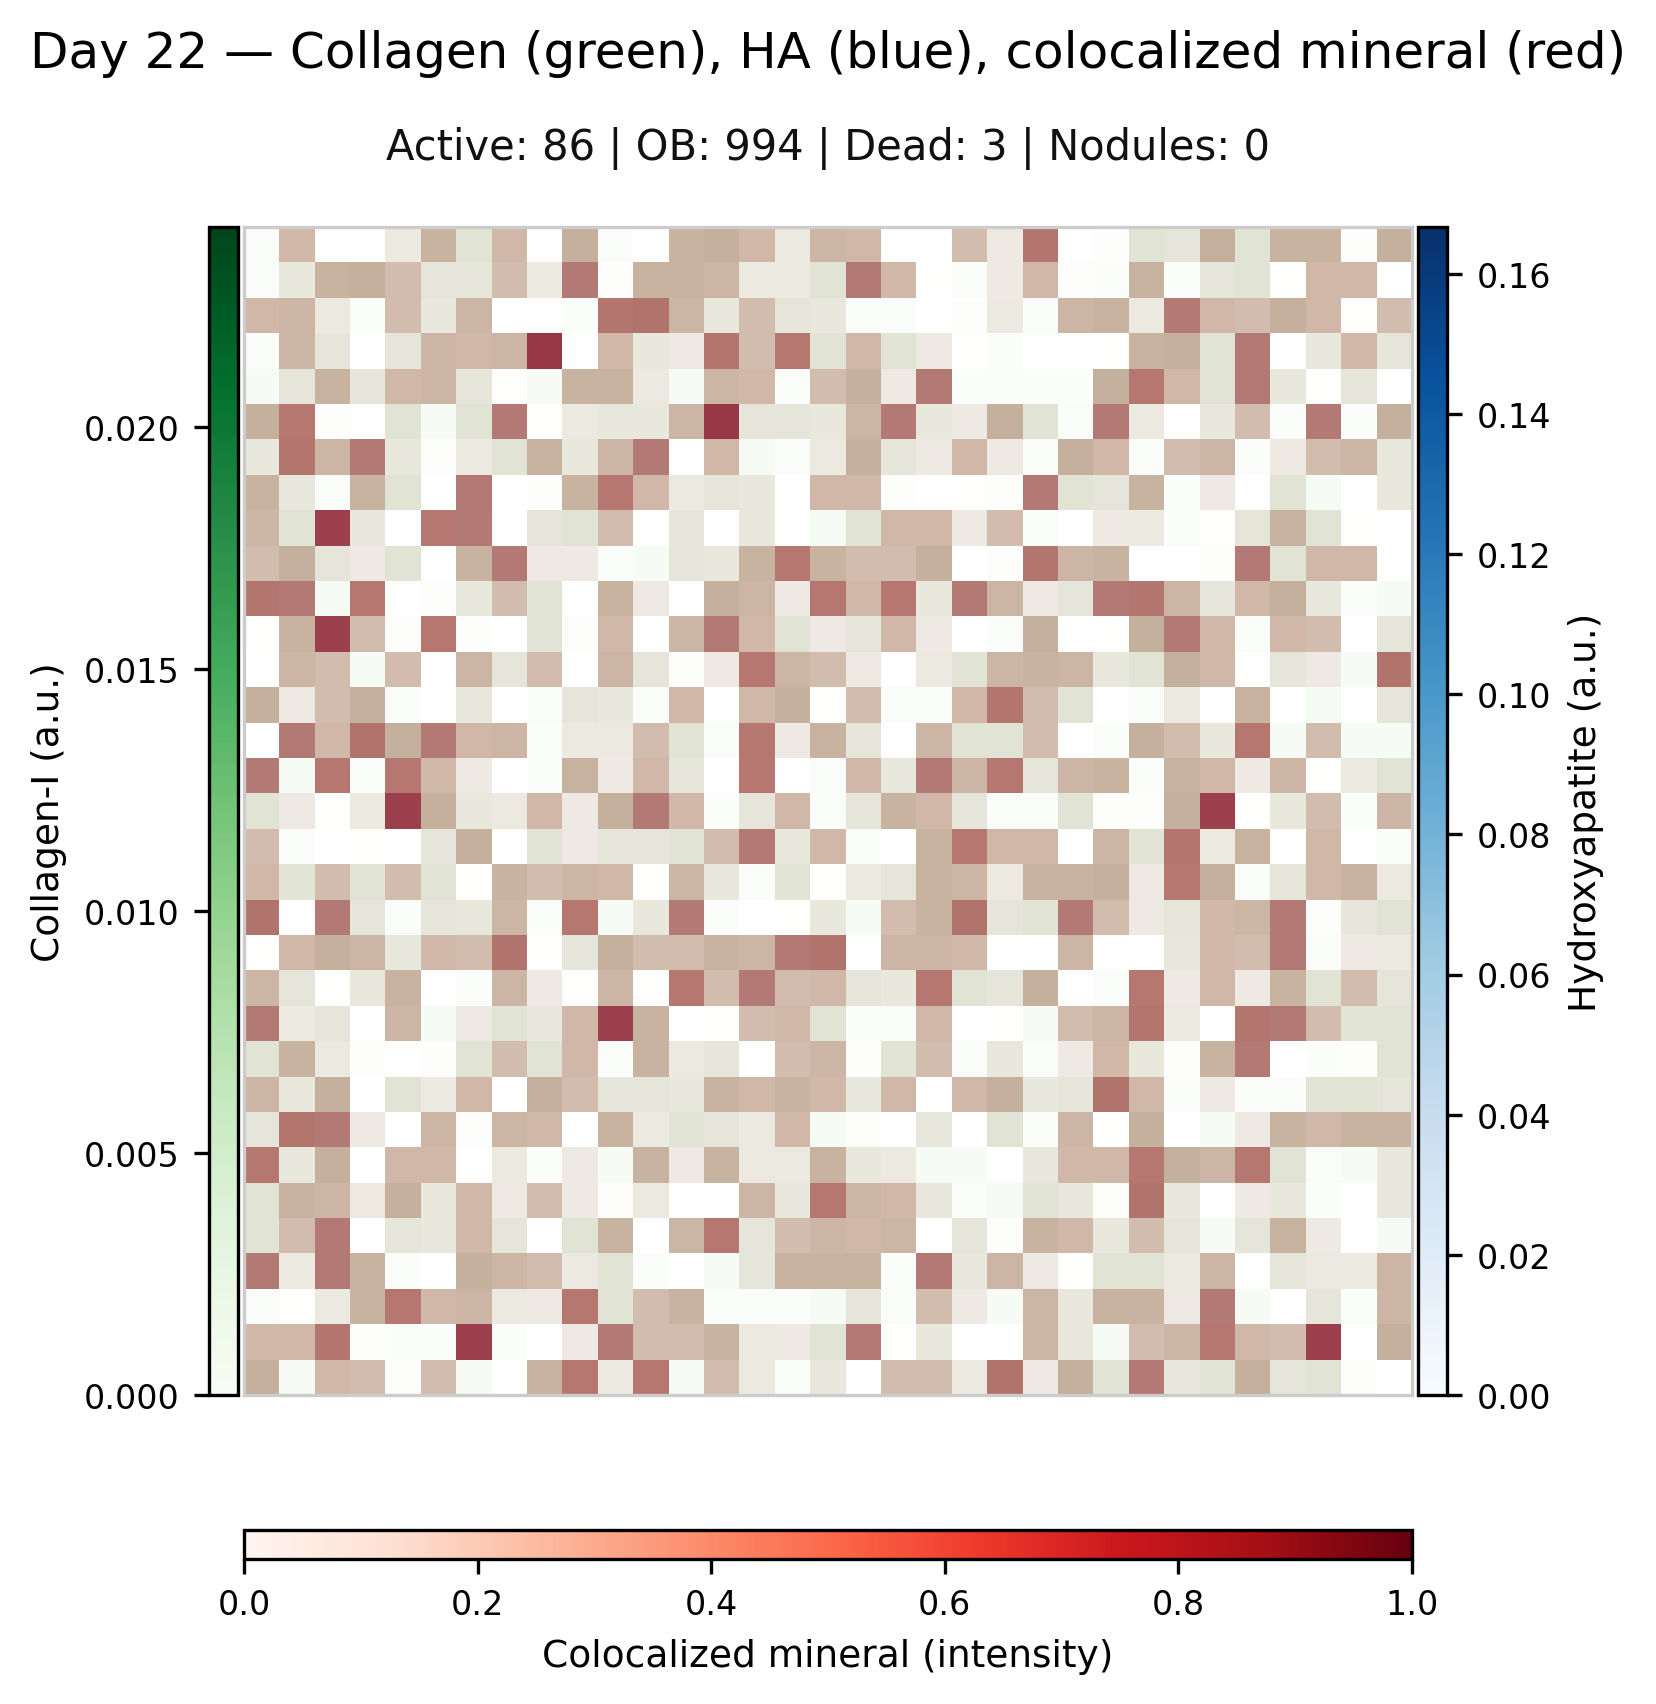 Day 22 — Collagen (green), HA (blue), colocalized mineral (red)
Active: 86 | OB: 994 | Dead: 3 | Nodules: 0
Collagen-I (a.u.)
0.020
0.015
0.010
0.005
0.000
0.16
0.14
0.12
0.10
0.08
0.06
0.04
0.02
0.00
Hydroxyapatite (a.u.)
0.0 0.2 0.4 0.6 0.8 1.0
Colocalized mineral (intensity)